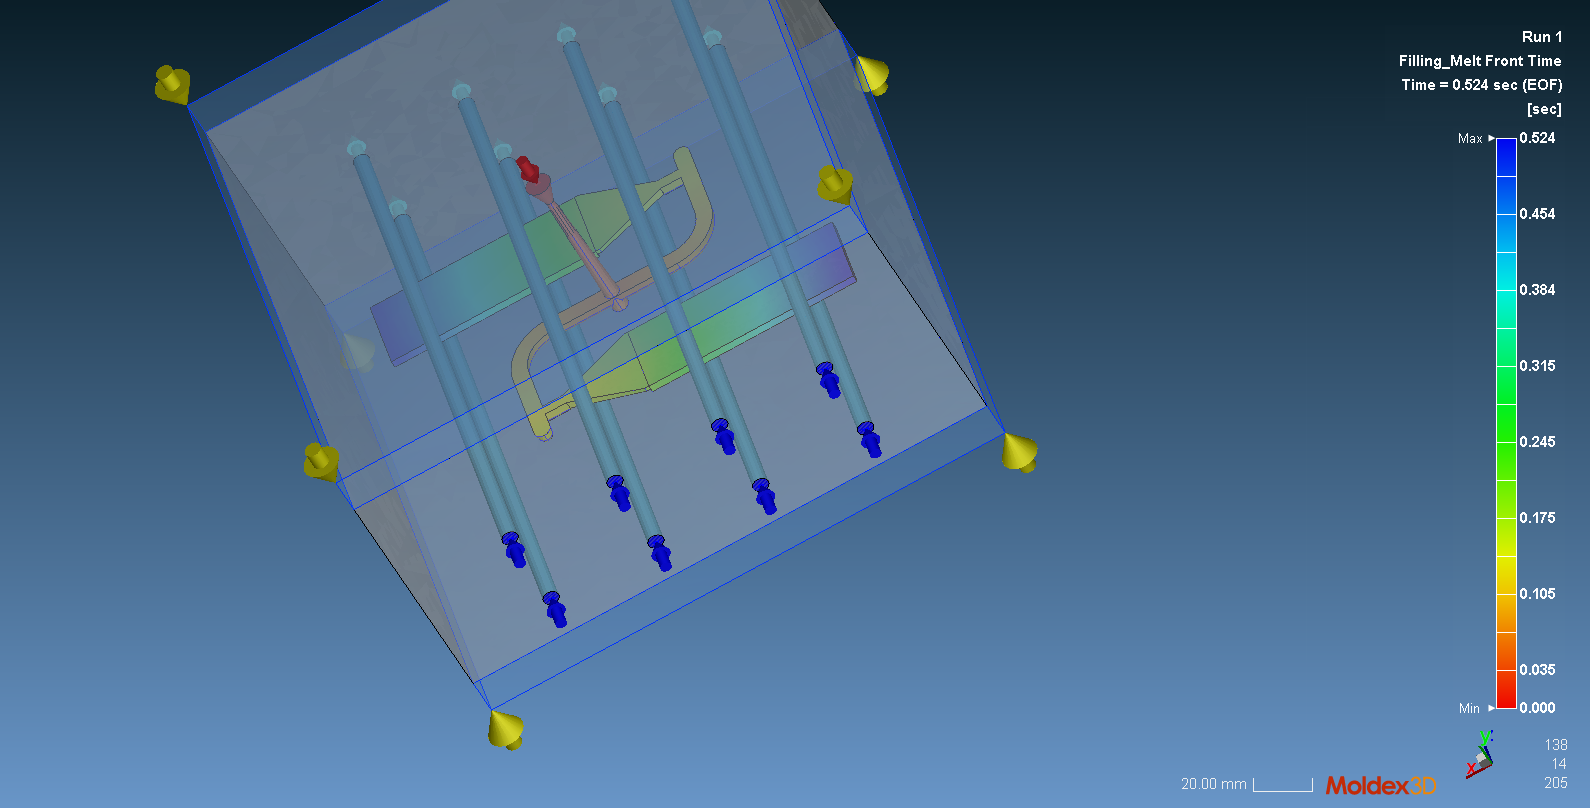 Run 1
Filling_Melt Front Time
Time = 0.524 sec (EOF)
[sec]
Max 0.524
0.454
0.384
0.315
0.245
0.175
0.105
0.035
Min 0.000
Y
X
138
14
205
20.00 mm
Moldex3D